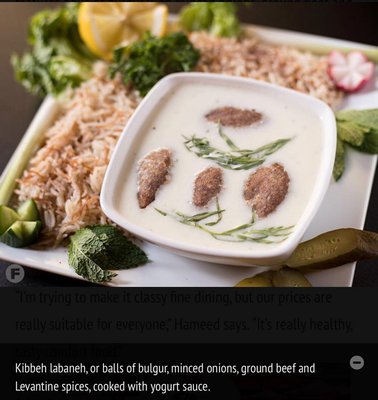 F
"I'm trying to make it classy fine dining, but our prices are
really suitable for everyone," Hameed says. "It's really healthy,
Kibbeh labaneh, or balls of bulgur, minced onions, ground beef and
Levantine spices, cooked with yogurt sauce.